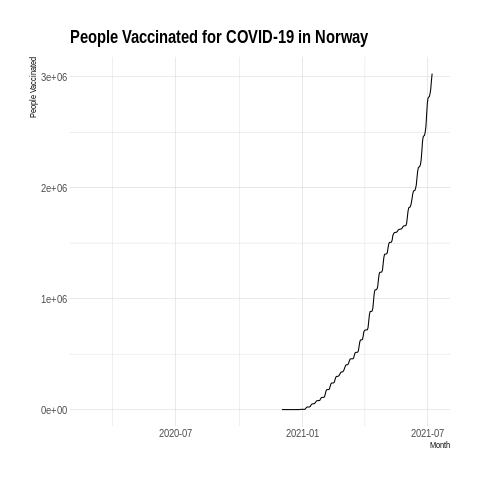 People Vaccinated for COVID-19 in Norway
People Vaccinated
3e+06
2e+06
1e+06
0e+00
2020-07
2021-01
2021-07
Month